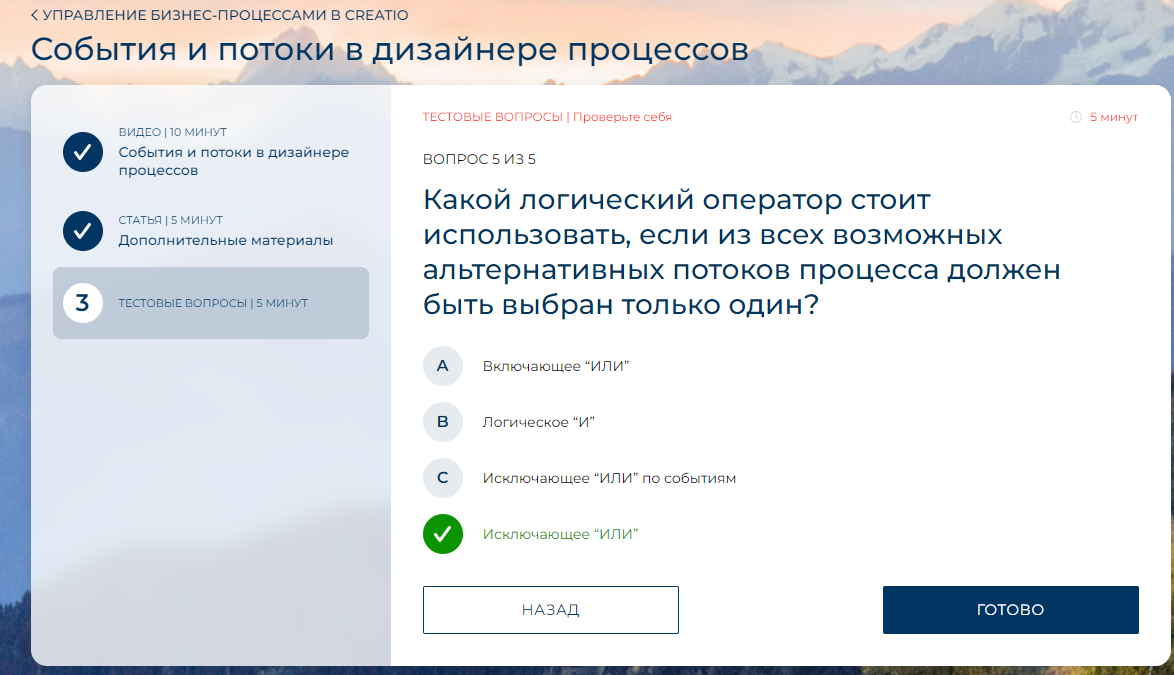 УПРАВЛЕНИЕ БИЗНЕС-ПРОЦЕССАМИ В CREATIO
События и потоки в дизайнере процессов
ВИДЕО | 10 МИНУТ
События и потоки в дизайнере
процессов
СТАТЬЯ | 5 МИНУТ
Дополнительные материалы
3
ТЕСТОВЫЕ ВОПРОСЫ | 5 МИНУТ
ТЕСТОВЫЕ ВОПРОСЫ | Проверьте себя
5 минут
ВОПРОС 5 ИЗ 5
Какой логический оператор стоит
использовать, если из всех возможных
альтернативных потоков процесса должен
быть выбран только один?
A Включающее “ИЛИ”
B Логическое “И”
C Исключающее “ИЛИ” по событиям
Исключающее “ИЛИ”
НАЗАД
ГОТОВО